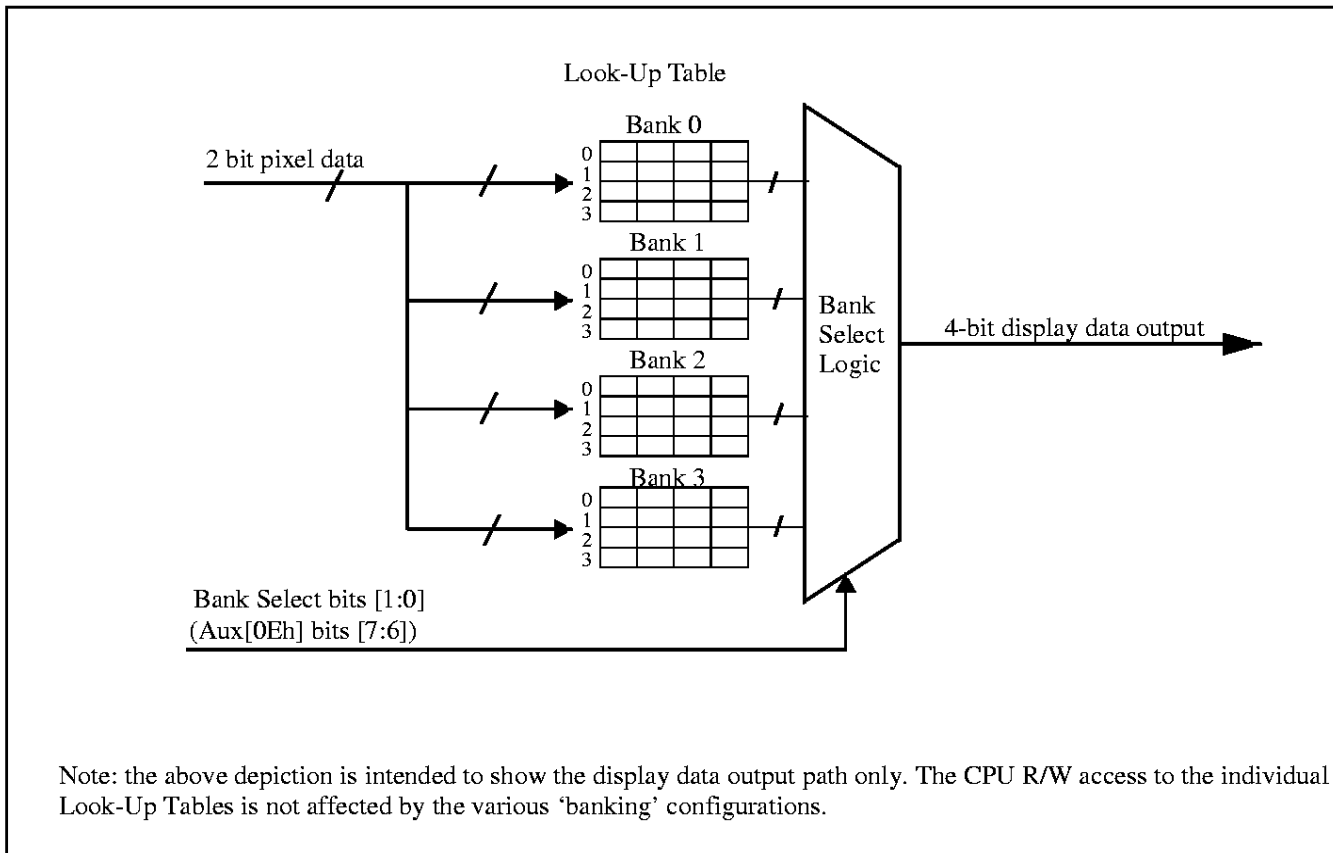 Look-Up Table
Bank 0
2 bit pixel data
0
1
2
3
Bank 1
0
1
2
3
Bank
Select
Logic
4-bit display data output
Bank 2
0
1
2
3
Bank 3
0
1
2
3
Bank Select bits [1:0]
(Aux[0Eh] bits [7:6])
Note: the above depiction is intended to show the display data output path only. The CPU R/W access to the individual
Look-Up Tables is not affected by the various ‘banking’ configurations.